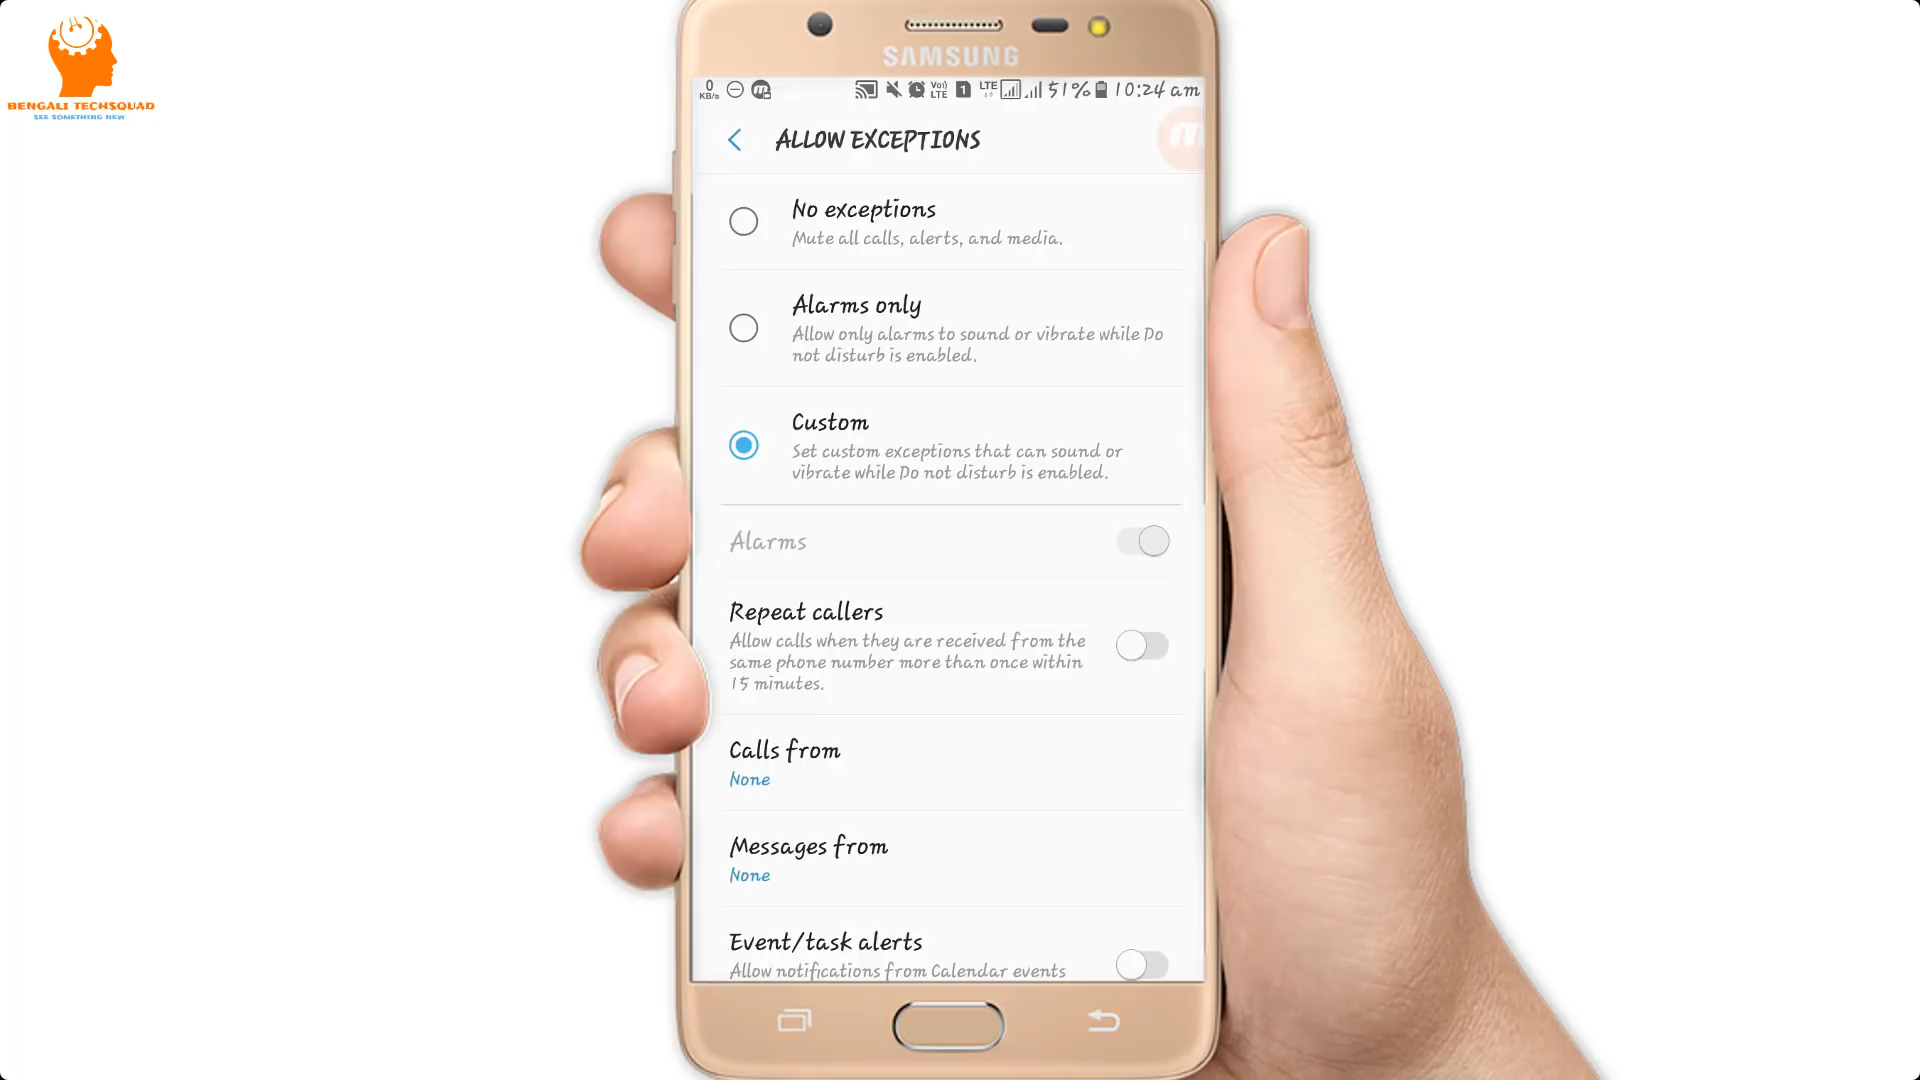 BENGALI TECHSQUAD
SEE SOMETHING NEW
SAMSUNG
0 KB/s Vo) LTE 1 LTE 51% 10:24 am
ALLOW EXCEPTIONS
No exceptions
Mute all calls, alerts, and media.
Alarms only
Allow only alarms to sound or vibrate while Do
not disturb is enabled.
Custom
Set custom exceptions that can sound or
vibrate while Do not disturb is enabled.
Alarms
Repeat callers
Allow calls when they are received from the
same phone number more than once within
15 minutes.
Calls from
None
Messages from
None
Event/task alerts
Allow notifications from Calendar events